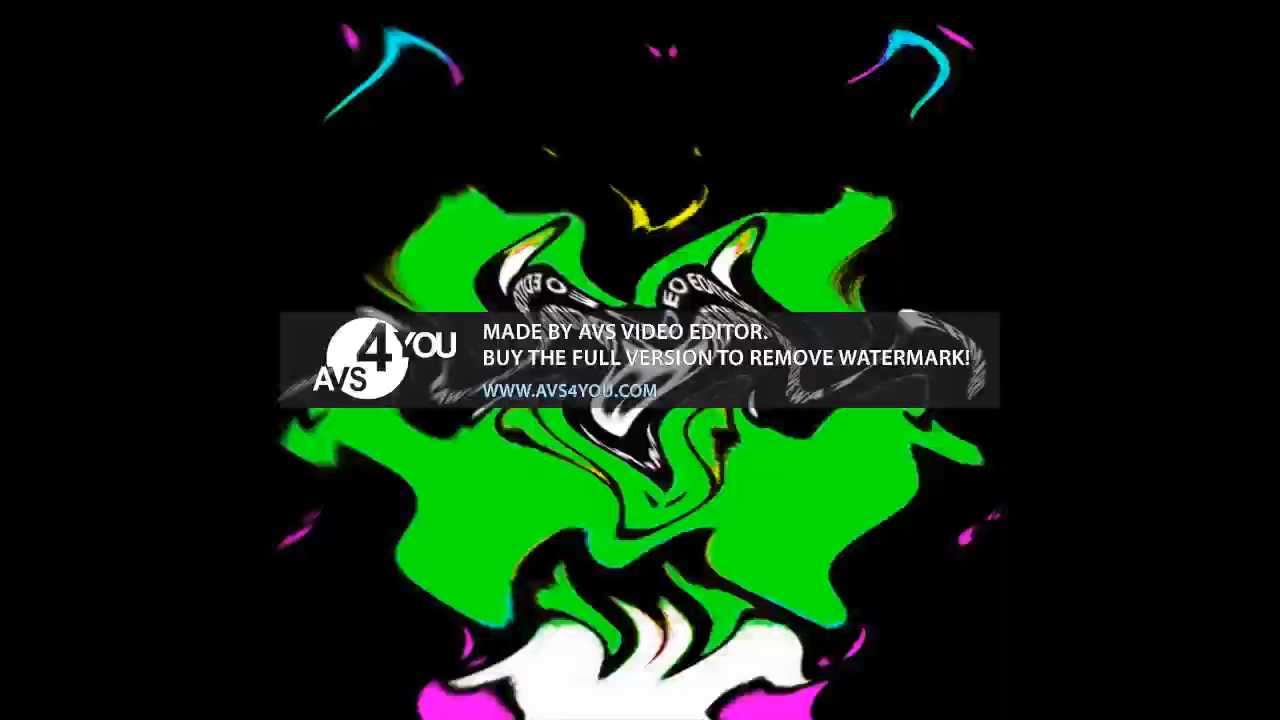 AVS4YOU
MADE BY AVS VIDEO EDITOR.
BUY THE FULL VERSION TO REMOVE WATERMARK!
WWW.AVS4YOU.COM